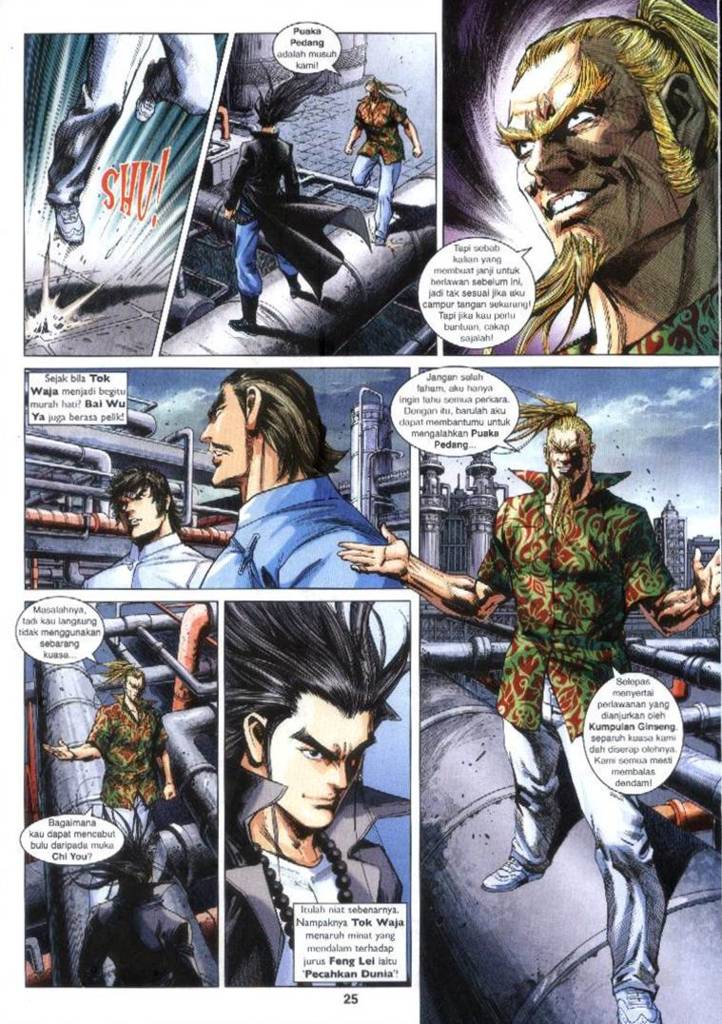 SHU!
Puaka
Pedang
adalah musuh
kami!
Tapi sebab
kalian yang
membuat janji untuk
berlawan sebelum ini,
jadi tak sesuai jika aku
campur tangan sekarang!
Tapi jika kau perlu
bantuan, cakap
sajalah!
Sejak bila Tok
Waja menjadi begitu
murah hati? Bai Wu
Ya juga berasa pelik!
Jangan salah
faham, aku hanya
ingin tahu semua perkara.
Dengan itu, barulah aku
dapat membantumu untuk
mengalahkan Puaka
Pedang...
Selepas
menyertai
perlawanan yang
dianjurkan oleh
Kumpulan Ginseng,
separuh kuasa kami
dah diserap olehnya.
Kami semua mesti
membalas
dendam!
Masalahnya,
tadi kau langsung
tidak menggunakan
sebarang
kuasa...
Bagaimana
kau dapat mencabut
bulu daripada muka
Chi You?
Itulah niat sebenarnya.
Nampaknya Tok Waja
menaruh minat yang
mendalam terhadap
jurus Feng Lei iaitu
'Pecahkan Dunia'!
25